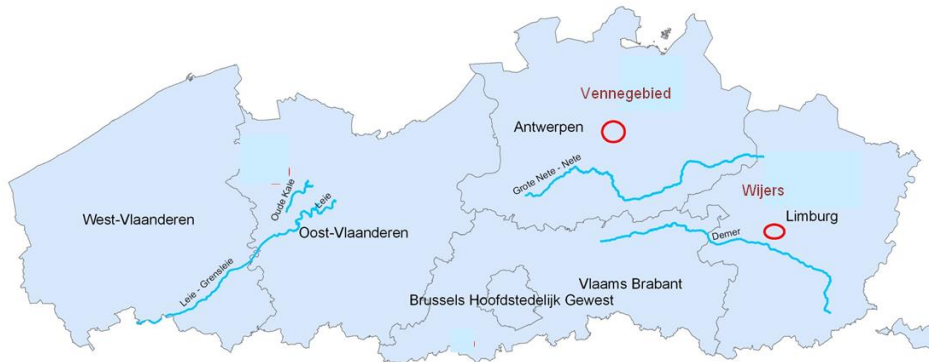 Vennegebied
Antwerpen
Grote Nete - Nete
Wijers
Oude Kale
Leie
West-Vlaanderen
Oost-Vlaanderen
Limburg
Demer
Leie - Grensleie
Vlaams Brabant
Brussels Hoofdstedelijk Gewest